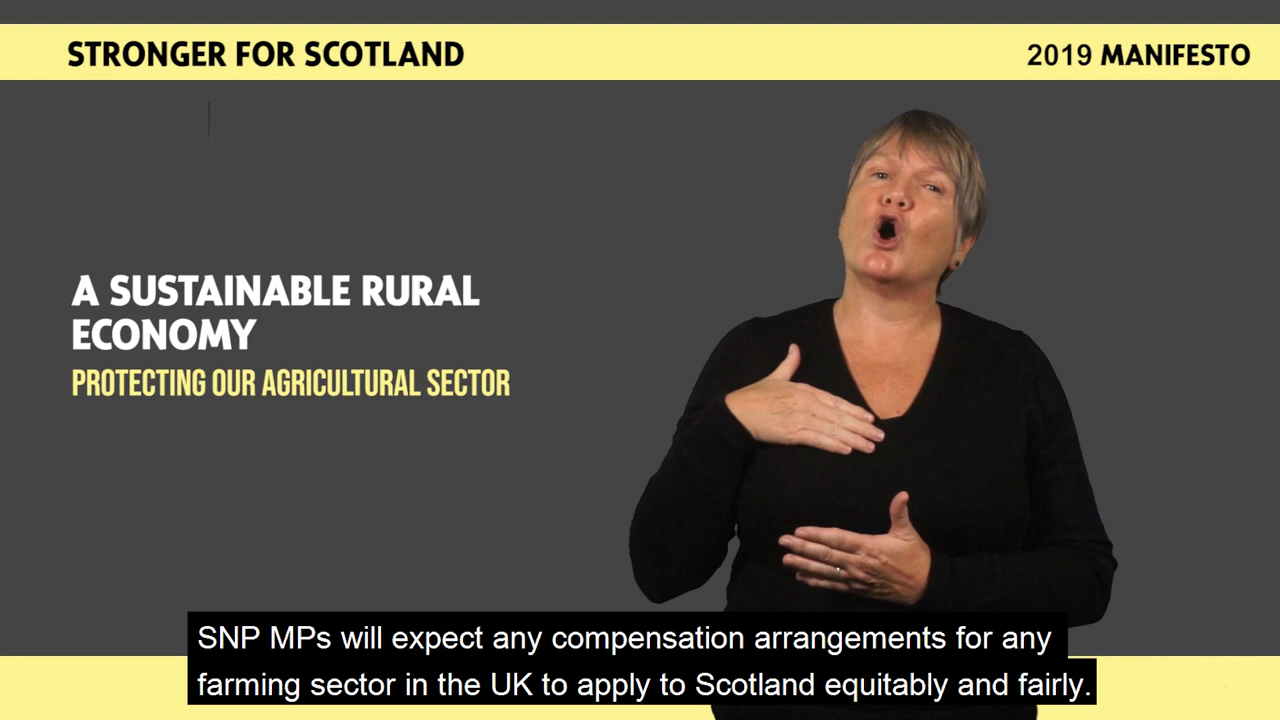 STRONGER FOR SCOTLAND
2019 MANIFESTO
A SUSTAINABLE RURAL
ECONOMY
PROTECTING OUR AGRICULTURAL SECTOR
SNP MPs will expect any compensation arrangements for any
farming sector in the UK to apply to Scotland equitably and fairly.